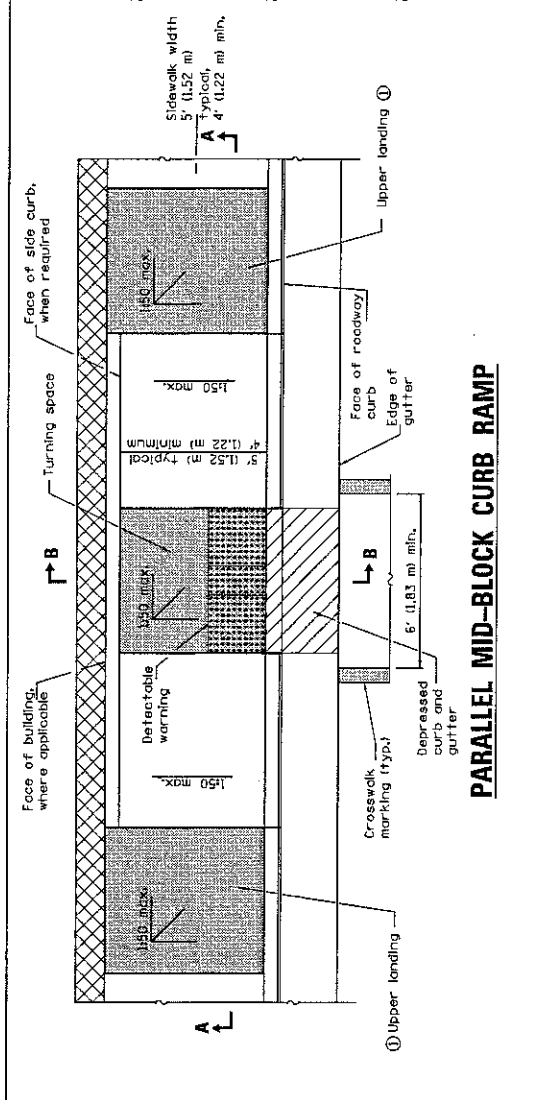 Sidewalk width
5' (1.52 m)
typical,
4' (1.22 m) min.
A
Upper landing ①
Face of side curb,
when required
1:50 max.
Turning space
1:50 max.
5' (1.52 m) typical
4' (1.22 m) minimum
Face of roadway
curb
Edge of
gutter
B
1:50 max.
B
6' (1.83 m) min.
Face of building,
where applicable
Detectable
warning
Depressed
curb and
gutter
Crosswalk
marking (typ.)
1:50 max.
1:50 max.
A
① Upper landing
PARALLEL MID-BLOCK CURB RAMP